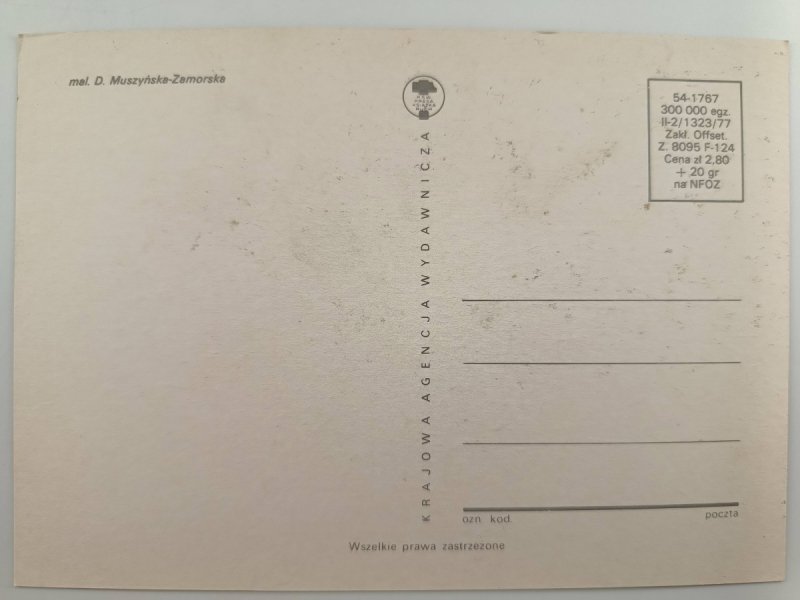 mal. D. Muszyńska-Zamorska
KRAJOWA AGENCJA WYDAWNICZA
54-1767
300 000 egz.
II-2/1323/77
Zakł. Offset.
Z. 8095 F-124
Cena zł 2,80
+ 20 gr
na NFOZ
ozn. kod.
poczta
Wszelkie prawa zastrzeżone